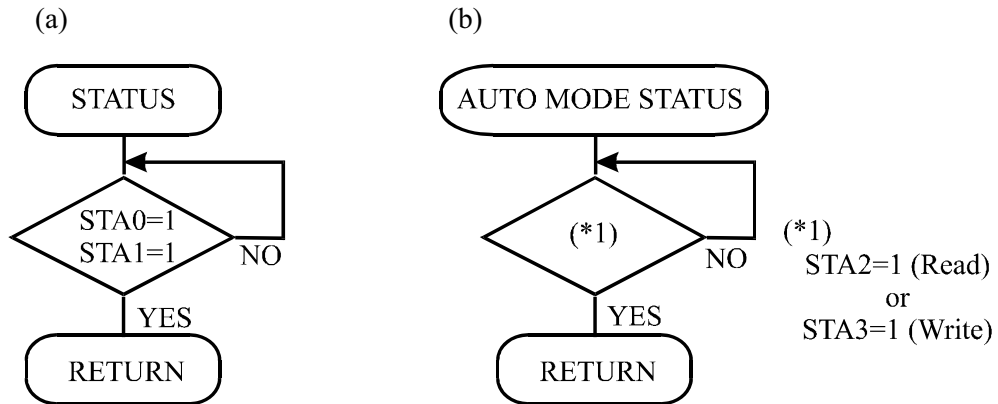 (a)
STATUS
STA0=1
STA1=1
NO
YES
RETURN
(b)
AUTO MODE STATUS
(*1)
NO
YES
RETURN
(*1)
STA2=1 (Read)
or
STA3=1 (Write)